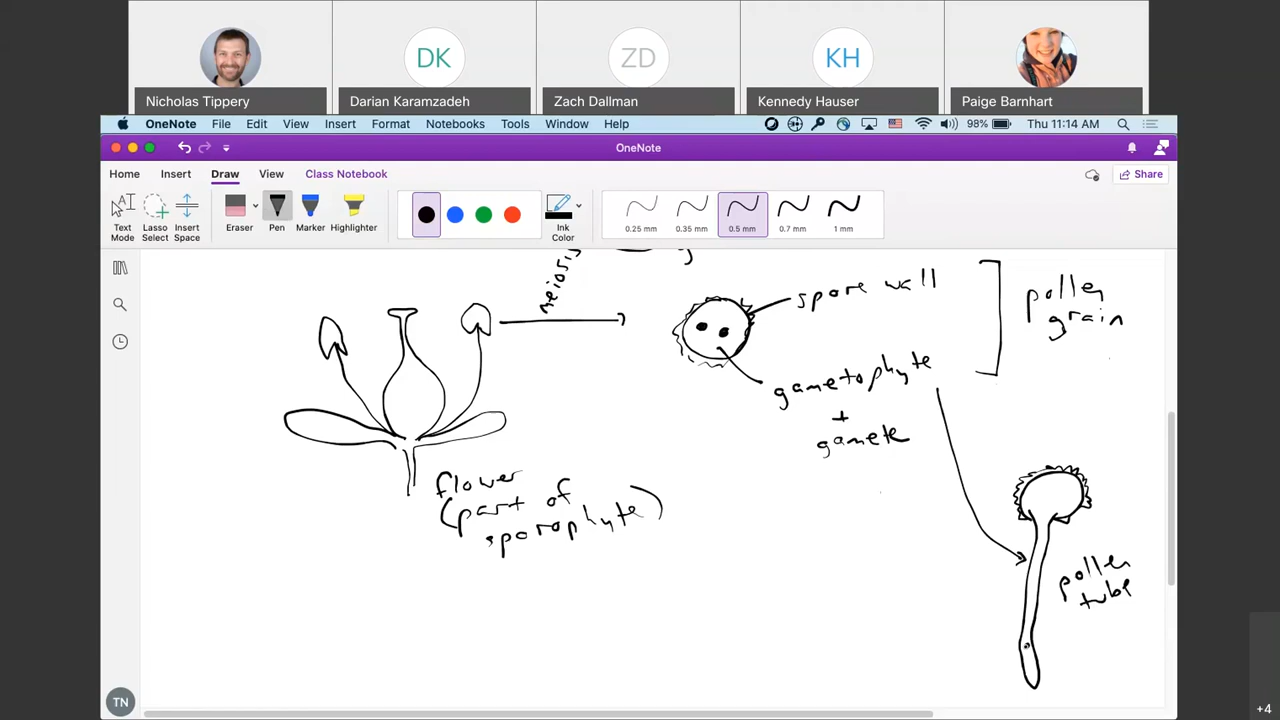 DK
ZD
KH
Nicholas Tippery
Darian Karamzadeh
Zach Dallman
Kennedy Hauser
Paige Barnhart
OneNote File Edit View Insert Format Notebooks Tools Window Help
98% Thu 11:14 AM
OneNote
Home Insert Draw View Class Notebook
Share
Text Mode
Lasso Select
Insert Space
Eraser
Pen
Marker
Highlighter
Ink Color
0.25 mm
0.35 mm
0.5 mm
0.7 mm
1 mm
meiosis
spore wall
pollen
grain
gametophyte
+
gamete
flower
(part of
sporophyte)
pollen
tube
TN
+4